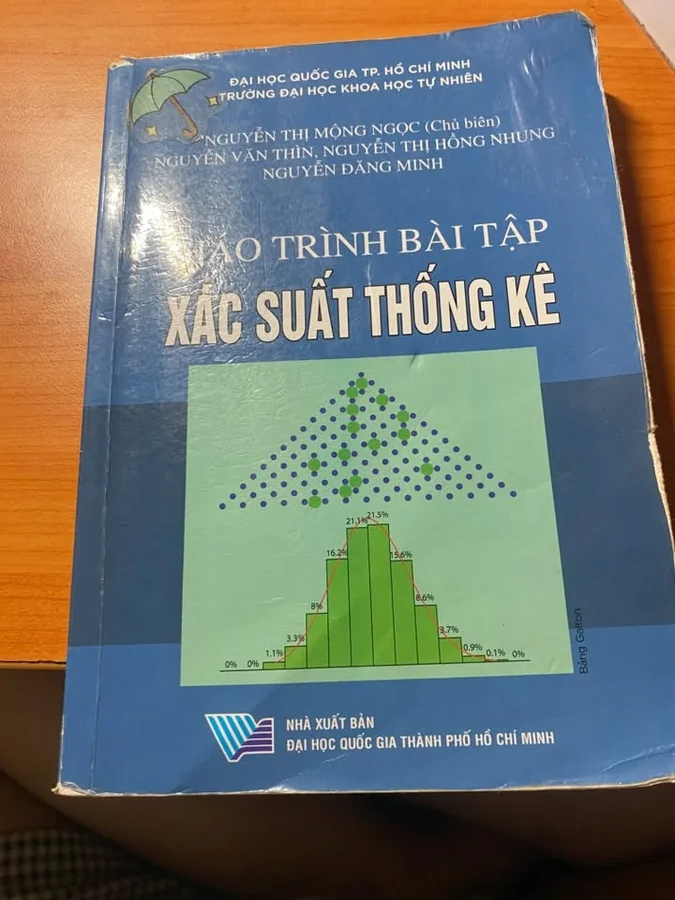 ĐẠI HỌC QUỐC GIA TP. HỒ CHÍ MINH
TRƯỜNG ĐẠI HỌC KHOA HỌC TỰ NHIÊN
NGUYỄN THỊ MỘNG NGỌC (Chủ biên)
NGUYỄN VĂN THÌN, NGUYỄN THỊ HỒNG NHUNG
NGUYỄN ĐĂNG MINH
GIÁO TRÌNH BÀI TẬP
XÁC SUẤT THỐNG KÊ
21.1% 21.5%
16.2% 15.6%
8% 8.6%
3.3% 3.7%
1.1% 0.9%
0% 0% 0.1% 0%
Bảng Galton
NHÀ XUẤT BẢN
ĐẠI HỌC QUỐC GIA THÀNH PHỐ HỒ CHÍ MINH